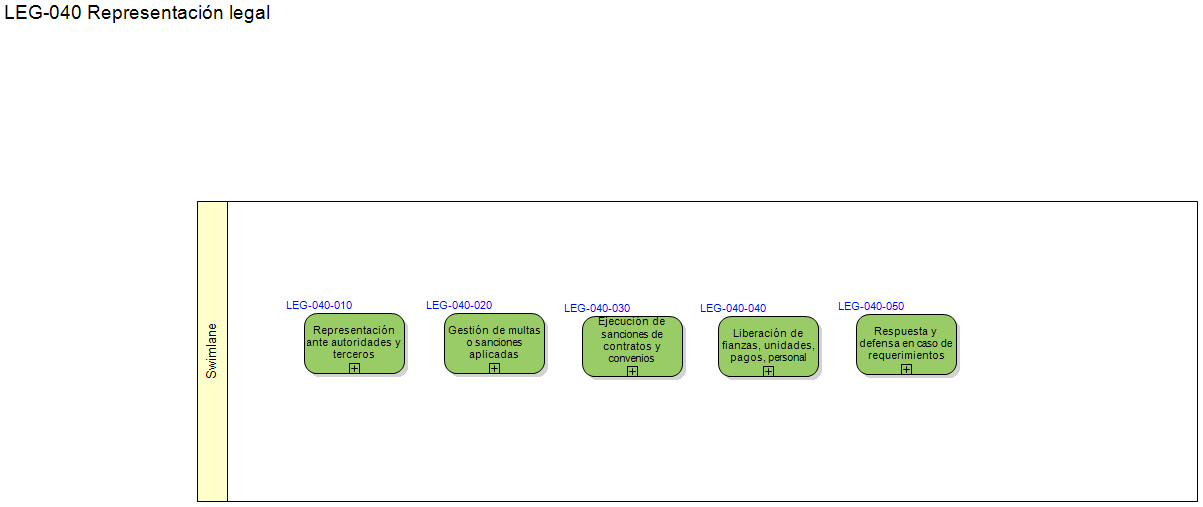 LEG-040 Representación legal
Swimlane
LEG-040-010
Representación
ante autoridades y
terceros
LEG-040-020
Gestión de multas
o sanciones
aplicadas
LEG-040-030
Ejecución de
sanciones de
contratos y
convenios
LEG-040-040
Liberación de
fianzas, unidades,
pagos, personal
LEG-040-050
Respuesta y
defensa en caso de
requerimientos